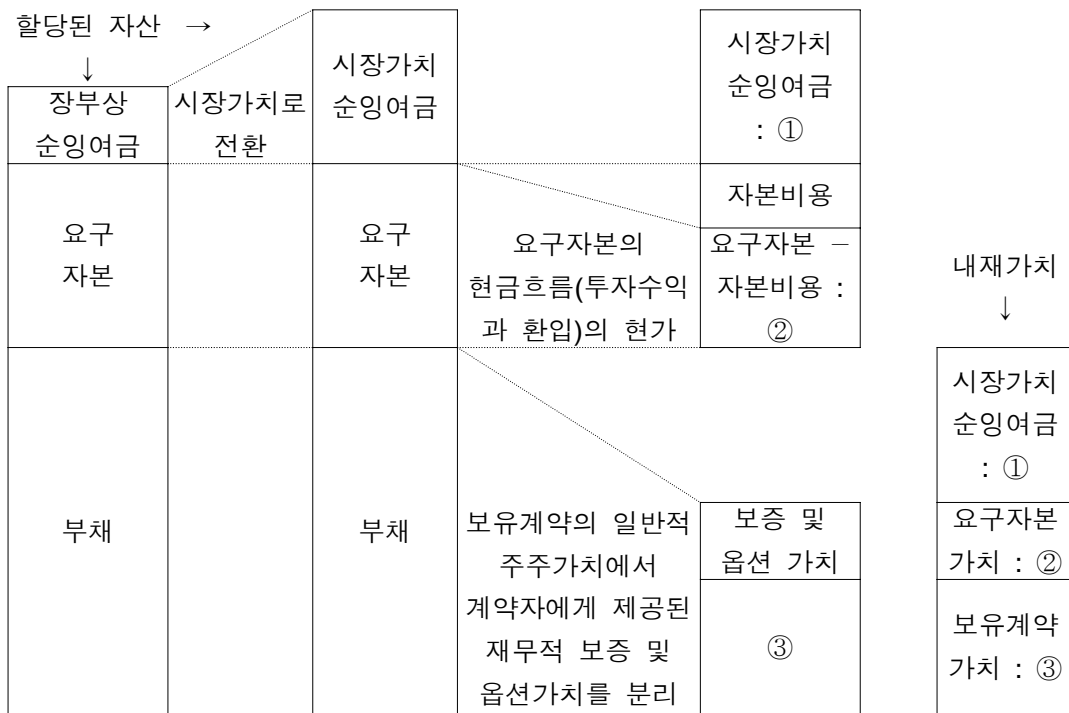 할당된 자산 →
↓
장부상
순잉여금
시장가치로
전환
시장가치
순잉여금
시장가치
순잉여금
: ①
요구
자본
요구
자본
요구자본의
현금흐름(투자수익
과 환입)의 현가
자본비용
요구자본 –
자본비용 :
②
내재가치
↓
부채
부채
보유계약의 일반적
주주가치에서
계약자에게 제공된
재무적 보증 및
옵션가치를 분리
보증 및
옵션 가치
③
시장가치
순잉여금
: ①
요구자본
가치 : ②
보유계약
가치 : ③